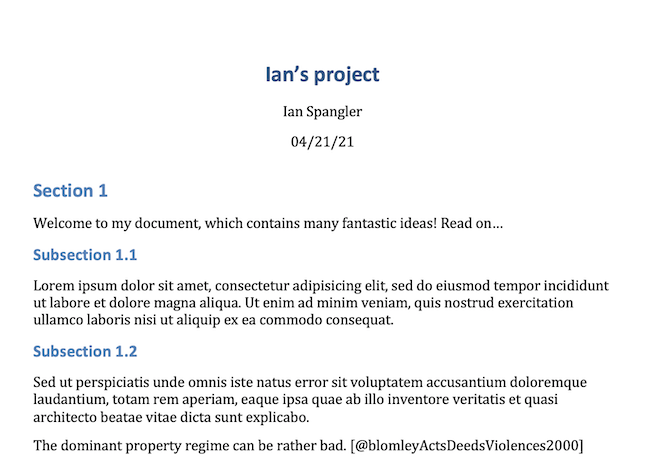 Ian’s project
Ian Spangler
04/21/21
Section 1
Welcome to my document, which contains many fantastic ideas! Read on…
Subsection 1.1
Lorem ipsum dolor sit amet, consectetur adipisicing elit, sed do eiusmod tempor incididunt
ut labore et dolore magna aliqua. Ut enim ad minim veniam, quis nostrud exercitation
ullamco laboris nisi ut aliquip ex ea commodo consequat.
Subsection 1.2
Sed ut perspiciatis unde omnis iste natus error sit voluptatem accusantium doloremque
laudantium, totam rem aperiam, eaque ipsa quae ab illo inventore veritatis et quasi
architecto beatae vitae dicta sunt explicabo.
The dominant property regime can be rather bad. [@blomleyActsDeedsViolences2000]